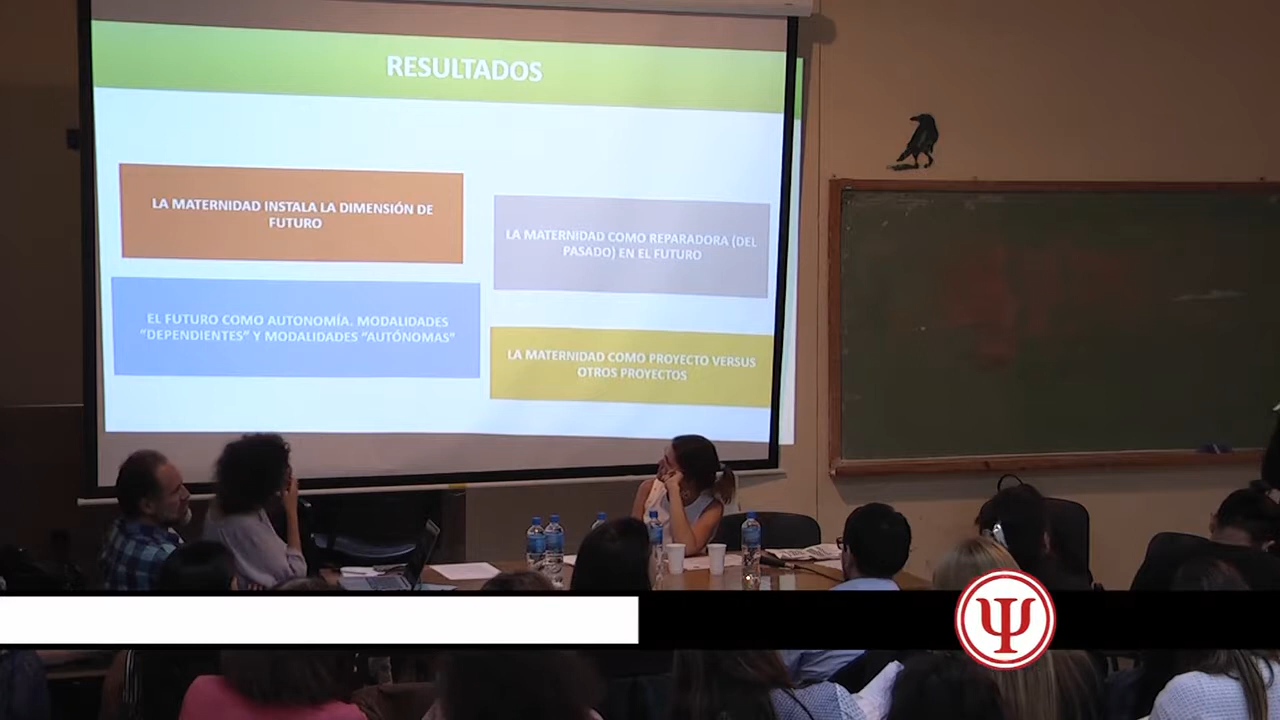 RESULTADOS
LA MATERNIDAD INSTALA LA DIMENSIÓN DE
FUTURO
LA MATERNIDAD COMO REPARADORA (DEL
PASADO) EN EL FUTURO
EL FUTURO COMO AUTONOMÍA. MODALIDADES
"DEPENDIENTES" Y MODALIDADES "AUTÓNOMAS"
LA MATERNIDAD COMO PROYECTO VERSUS
OTROS PROYECTOS
Ψ